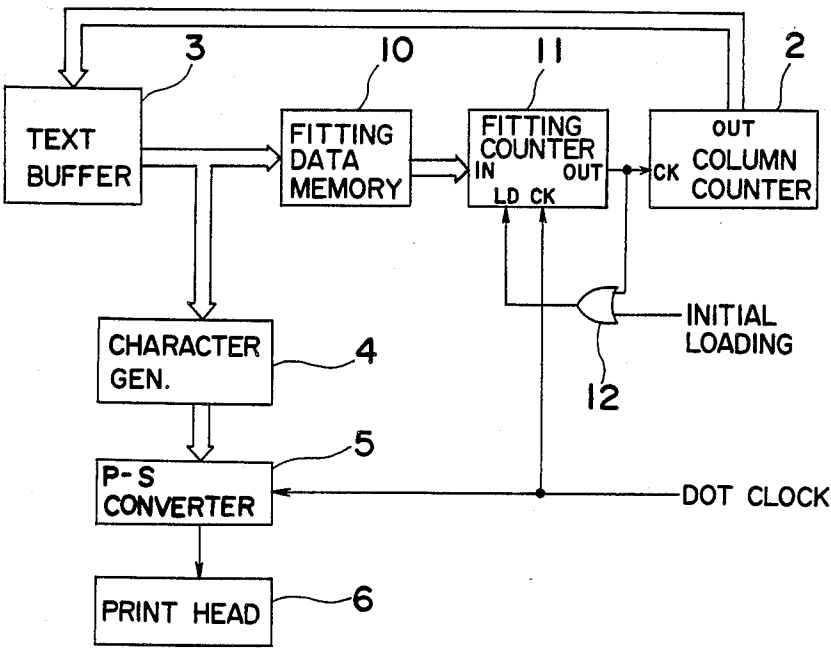 3
10
11
2
TEXT
BUFFER
FITTING
DATA
MEMORY
FITTING
COUNTER
IN OUT
LD CK
OUT
CK COLUMN
COUNTER
INITIAL
LOADING
12
CHARACTER
GEN.
4
5
P-S
CONVERTER
DOT CLOCK
PRINT HEAD
6